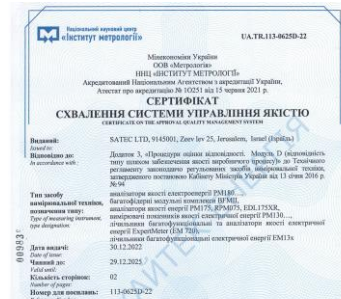 Національний науковий центр
«Інститут метрології»
UA.TR.113-0625D-22
Мінекономіки України
ООВ «Метрологія»
ННЦ «ІНСТИТУТ МЕТРОЛОГІЇ»
Акредитований Національним Агентством з акредитації України,
Атестат про акредитацію № 1О251 від 15 червня 2021 р.
СЕРТИФІКАТ
СХВАЛЕННЯ СИСТЕМИ УПРАВЛІННЯ ЯКІСТЮ
CERTIFICATE ON THE APPROVAL QUALITY MANAGEMENT SYSTEM
Виданий:
Issued to:
SATEC LTD, 9145001, Zeev lev 25, Jerosolem, Israel (Ізраїль)
Відповідно до:
In accordance with:
Додаток 3, «Процедури оцінки відповідності. Модуль D (відповідність
типу шляхом забезпечення якості виробничого процесу)» до Технічного
регламенту законодавчо регульованих засобів вимірювальної техніки,
затвердженого постановою Кабінету Міністрів України від 13 січня 2016 р
№94
Тип засобу
вимірювальної техніки,
позначення типу:
Type of measuring instrument,
type designation:
аналізатори якості електроенергії PM180
багатофідерні модульні комплекси BFMII,
аналізатори якості енергії PM175, RPM075, EDL175XR,
вимірювачі показників якості електричної енергії PM130
лічильники багатофункціональні та аналізатори якості електричної
енергії ExpertMeter (EM 720),
лічильники багатофункціональні електричної енергії EM13x
Дата видачі:
Date of issue:
30.12.2022
Чинний до:
Valid until:
29.12.2025
Кількість сторінок:
Number of pages:
02
Номер для посилань:
113-0625D-22
00983